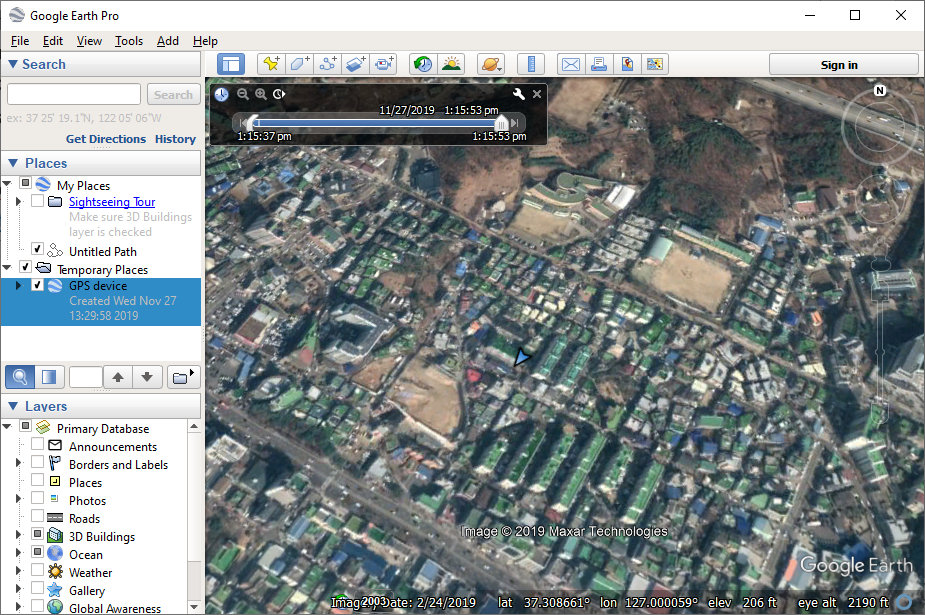 Google Earth Pro
File Edit View Tools Add Help
Search
Sign in
Search
ex: 37 25' 19.1"N, 122 05' 06"W
Get Directions History
Places
My Places
Sightseeing Tour
Make sure 3D Buildings
layer is checked
Untitled Path
Temporary Places
GPS device
Created Wed Nov 27
13:29:58 2019
Layers
Primary Database
Announcements
Borders and Labels
Places
Photos
Roads
3D Buildings
Ocean
Weather
Gallery
Global Awareness
11/27/2019 1:15:53 pm
1:15:37 pm 1:15:53 pm
N
Image © 2019 Maxar Technologies
Google Earth
2003
Imagery Date: 2/24/2019 lat 37.308661° lon 127.000059° elev 206 ft eye alt 2190 ft